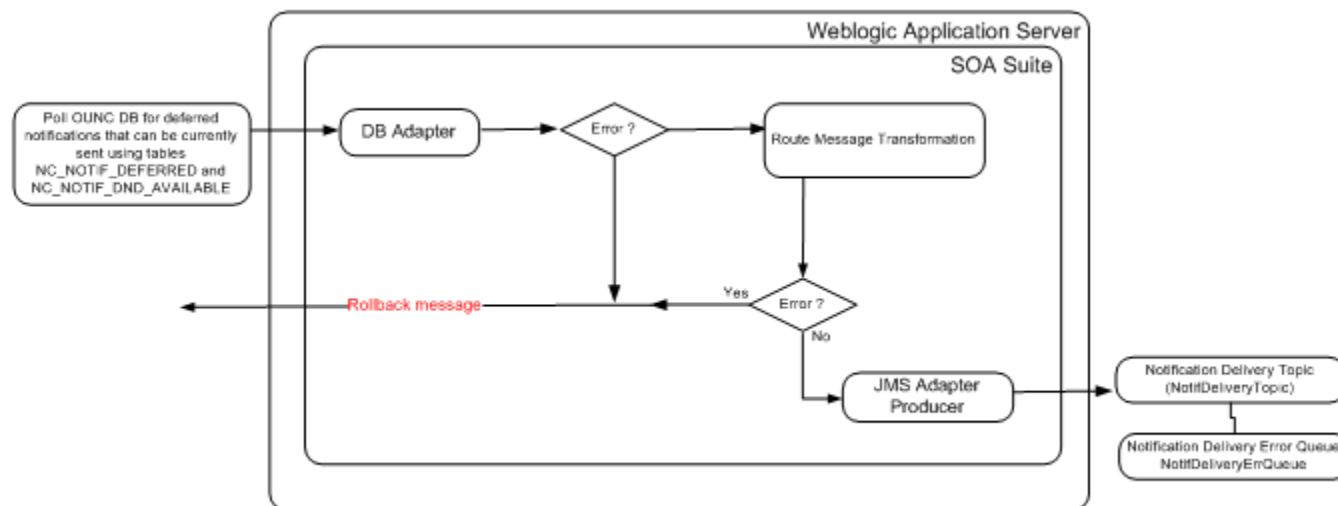 Weblogic Application Server
SOA Suite
Poll OUNC DB for deferred
notifications that can be currently
sent using tables
NC_NOTIF_DEFERRED and
NC_NOTIF_DND_AVAILABLE
DB Adapter
Error ?
Route Message Transformation
Rollback message
Yes
Error ?
No
JMS Adapter
Producer
Notification Delivery Topic
(NotifDeliveryTopic)
Notification Delivery Error Queue
NotifDeliveryErrQueue